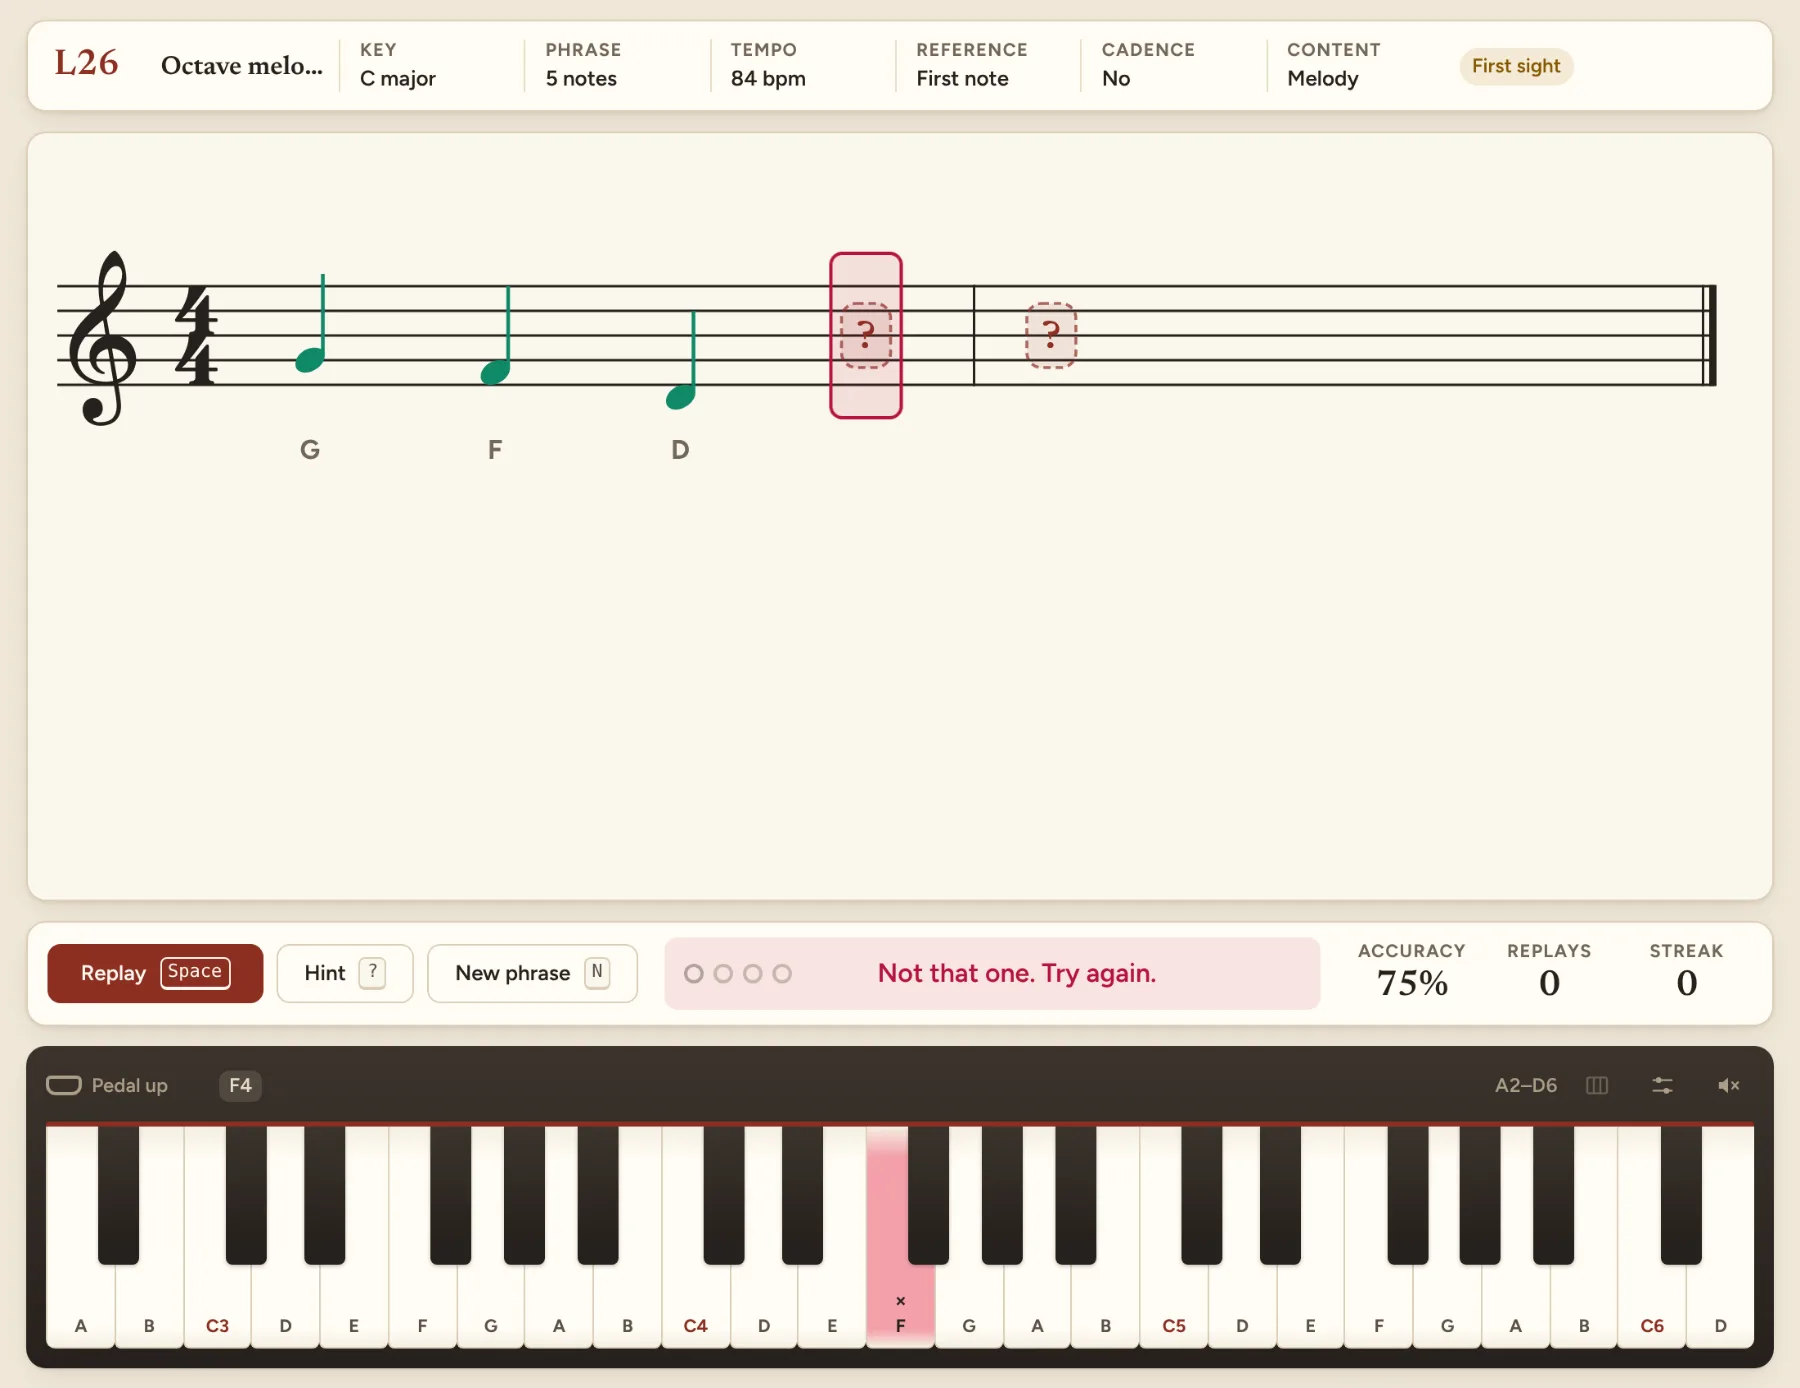 L26
Octave melo...
KEY
C major
PHRASE
5 notes
TEMPO
84 bpm
REFERENCE
First note
CADENCE
No
CONTENT
Melody
First sight
4
4
? ?
G F D
Replay Space
Hint ?
New phrase N
Not that one. Try again.
ACCURACY
75%
REPLAYS
0
STREAK
0
Pedal up
F4
A2–D6
×
A B C3 D E F G A B C4 D E F G A B C5 D E F G A B C6 D